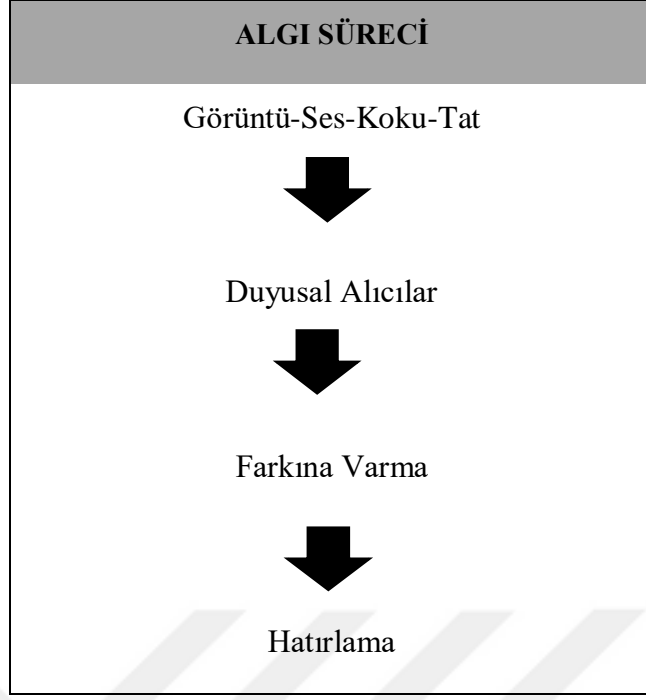 ALGI SÜRECİ
Görüntü-Ses-Koku-Tat
Duyusal Alıcılar
Farkına Varma
Hatırlama